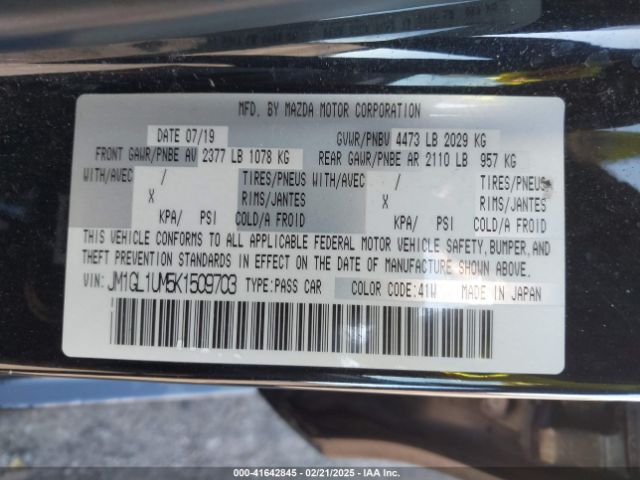 MFD. BY MAZDA MOTOR CORPORATION
DATE 07/19 GVWR/PNBV 4473 LB 2029 KG
FRONT GAWR/PNBE AV 2377 LB 1078 KG REAR GAWR/PNBE AR 2110 LB 957 KG
WITH/AVEC / TIRES/PNEUS WITH/AVEC / TIRES/PNEUS
X RIMS/JANTES X RIMS/JANTES
KPA/ PSI COLD/A FROID KPA/ PSI COLD/A FROID
THIS VEHICLE CONFORMS TO ALL APPLICABLE FEDERAL MOTOR VEHICLE SAFETY, BUMPER, AND
THEFT PREVENTION STANDARDS IN EFFECT ON THE DATE OF MANUFACTURE SHOWN ABOVE.
VIN: JM1GL1UM5K1509703 TYPE:PASS CAR COLOR CODE:41W MADE IN JAPAN
000-41642845 - 02/21/2025 - IAA Inc.